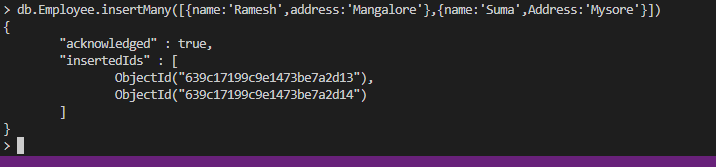 > db.Employee.insertMany([{name:'Ramesh',address:'Mangalore'},{name:'Suma',Address:'Mysore'}])
{
        "acknowledged" : true,
        "insertedIds" : [
                ObjectId("639c17199c9e1473be7a2d13"),
                ObjectId("639c17199c9e1473be7a2d14")
        ]
}
>